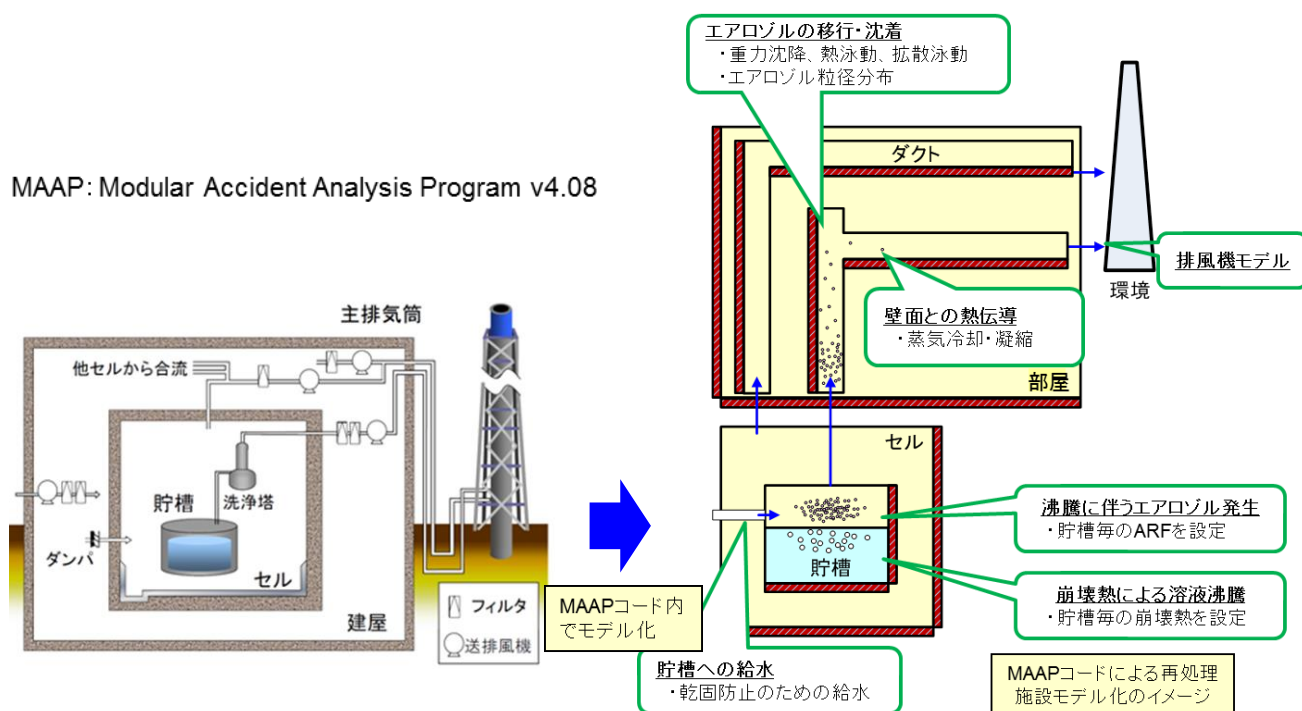 エアロゾルの移行・沈着
・重力沈降、熱泳動、拡散泳動
・エアロゾル粒径分布
MAAP：Modular Accident Analysis Program v4.08
ダクト
排風機モデル
環境
壁面との熱伝導
・蒸気冷却・凝縮
部屋
主排気筒
他セルから合流
貯槽
洗浄塔
ダンパ
セル
建屋
フィルタ
送排風機
セル
貯槽
沸騰に伴うエアロゾル発生
・貯槽毎のARFを設定
崩壊熱による溶液沸騰
・貯槽毎の崩壊熱を設定
MAAPコード内
でモデル化
貯槽への給水
・乾固防止のための給水
MAAPコードによる再処理
施設モデル化のイメージ